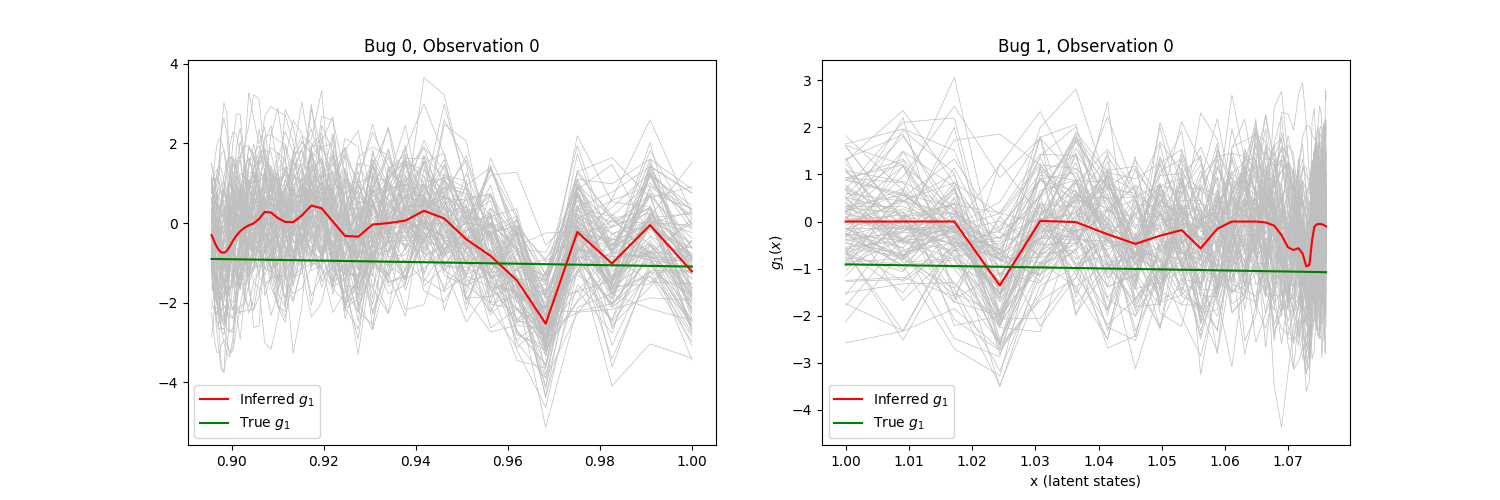 Bug 0, Observation 0
4
2
0
−2
−4
Inferred g₁
True g₁
0.90 0.92 0.94 0.96 0.98 1.00
Bug 1, Observation 0
g₁(x)
3
2
1
0
−1
−2
−3
−4
Inferred g₁
True g₁
1.00 1.01 1.02 1.03 1.04 1.05 1.06 1.07
x (latent states)